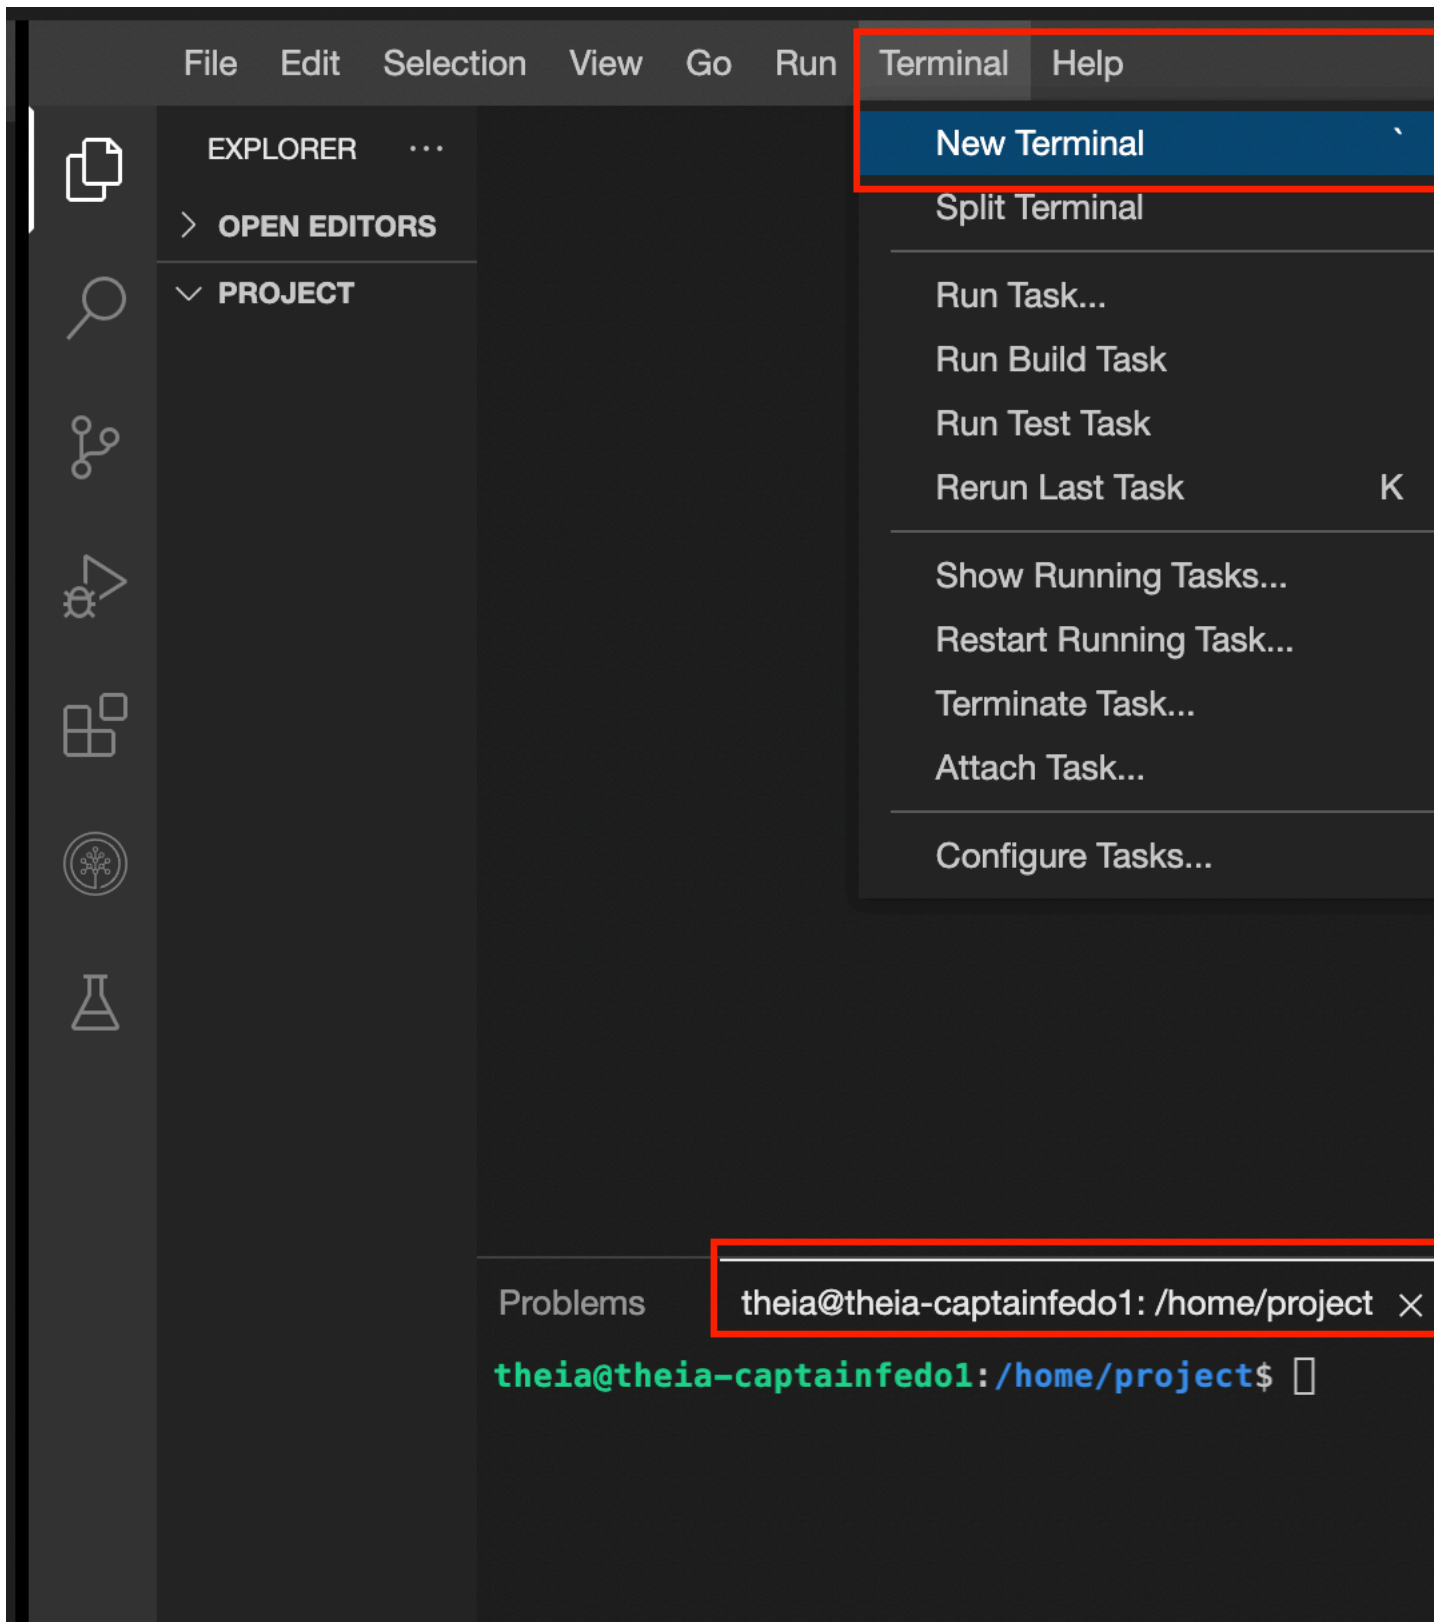 File Edit Selection View Go Run Terminal Help
EXPLORER ...
OPEN EDITORS
PROJECT
New Terminal `
Split Terminal
Run Task...
Run Build Task
Run Test Task
Rerun Last Task K
Show Running Tasks...
Restart Running Task...
Terminate Task...
Attach Task...
Configure Tasks...
Problems theia@theia-captainfedo1: /home/project
theia@theia-captainfedo1:/home/project$